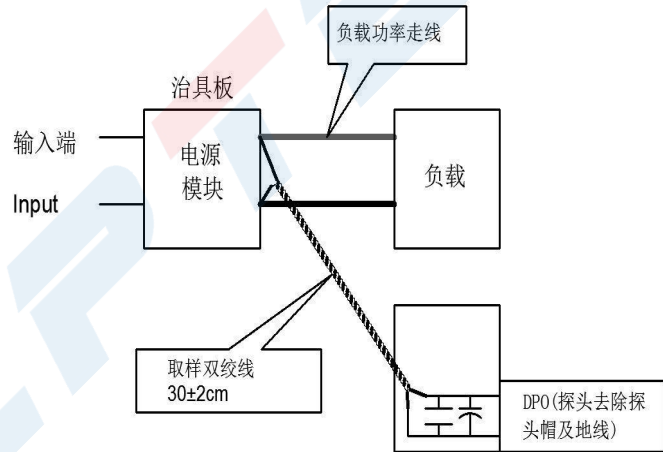 负载功率走线
治具板
输入端
电源
模块
负载
Input
取样双绞线
30±2cm
DPO(探头去除探
头帽及地线)